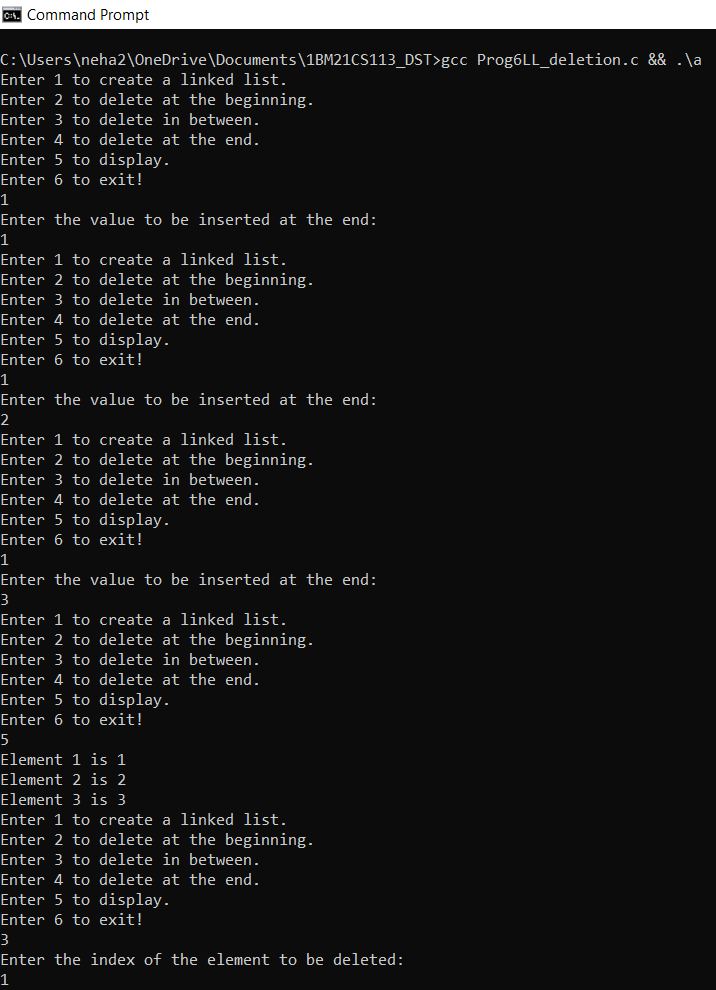 Command Prompt
C:\Users\neha2\OneDrive\Documents\1BM21CS113_DST>gcc Prog6LL_deletion.c && .\a
Enter 1 to create a linked list.
Enter 2 to delete at the beginning.
Enter 3 to delete in between.
Enter 4 to delete at the end.
Enter 5 to display.
Enter 6 to exit!
1
Enter the value to be inserted at the end:
1
Enter 1 to create a linked list.
Enter 2 to delete at the beginning.
Enter 3 to delete in between.
Enter 4 to delete at the end.
Enter 5 to display.
Enter 6 to exit!
1
Enter the value to be inserted at the end:
2
Enter 1 to create a linked list.
Enter 2 to delete at the beginning.
Enter 3 to delete in between.
Enter 4 to delete at the end.
Enter 5 to display.
Enter 6 to exit!
1
Enter the value to be inserted at the end:
3
Enter 1 to create a linked list.
Enter 2 to delete at the beginning.
Enter 3 to delete in between.
Enter 4 to delete at the end.
Enter 5 to display.
Enter 6 to exit!
5
Element 1 is 1
Element 2 is 2
Element 3 is 3
Enter 1 to create a linked list.
Enter 2 to delete at the beginning.
Enter 3 to delete in between.
Enter 4 to delete at the end.
Enter 5 to display.
Enter 6 to exit!
3
Enter the index of the element to be deleted:
1